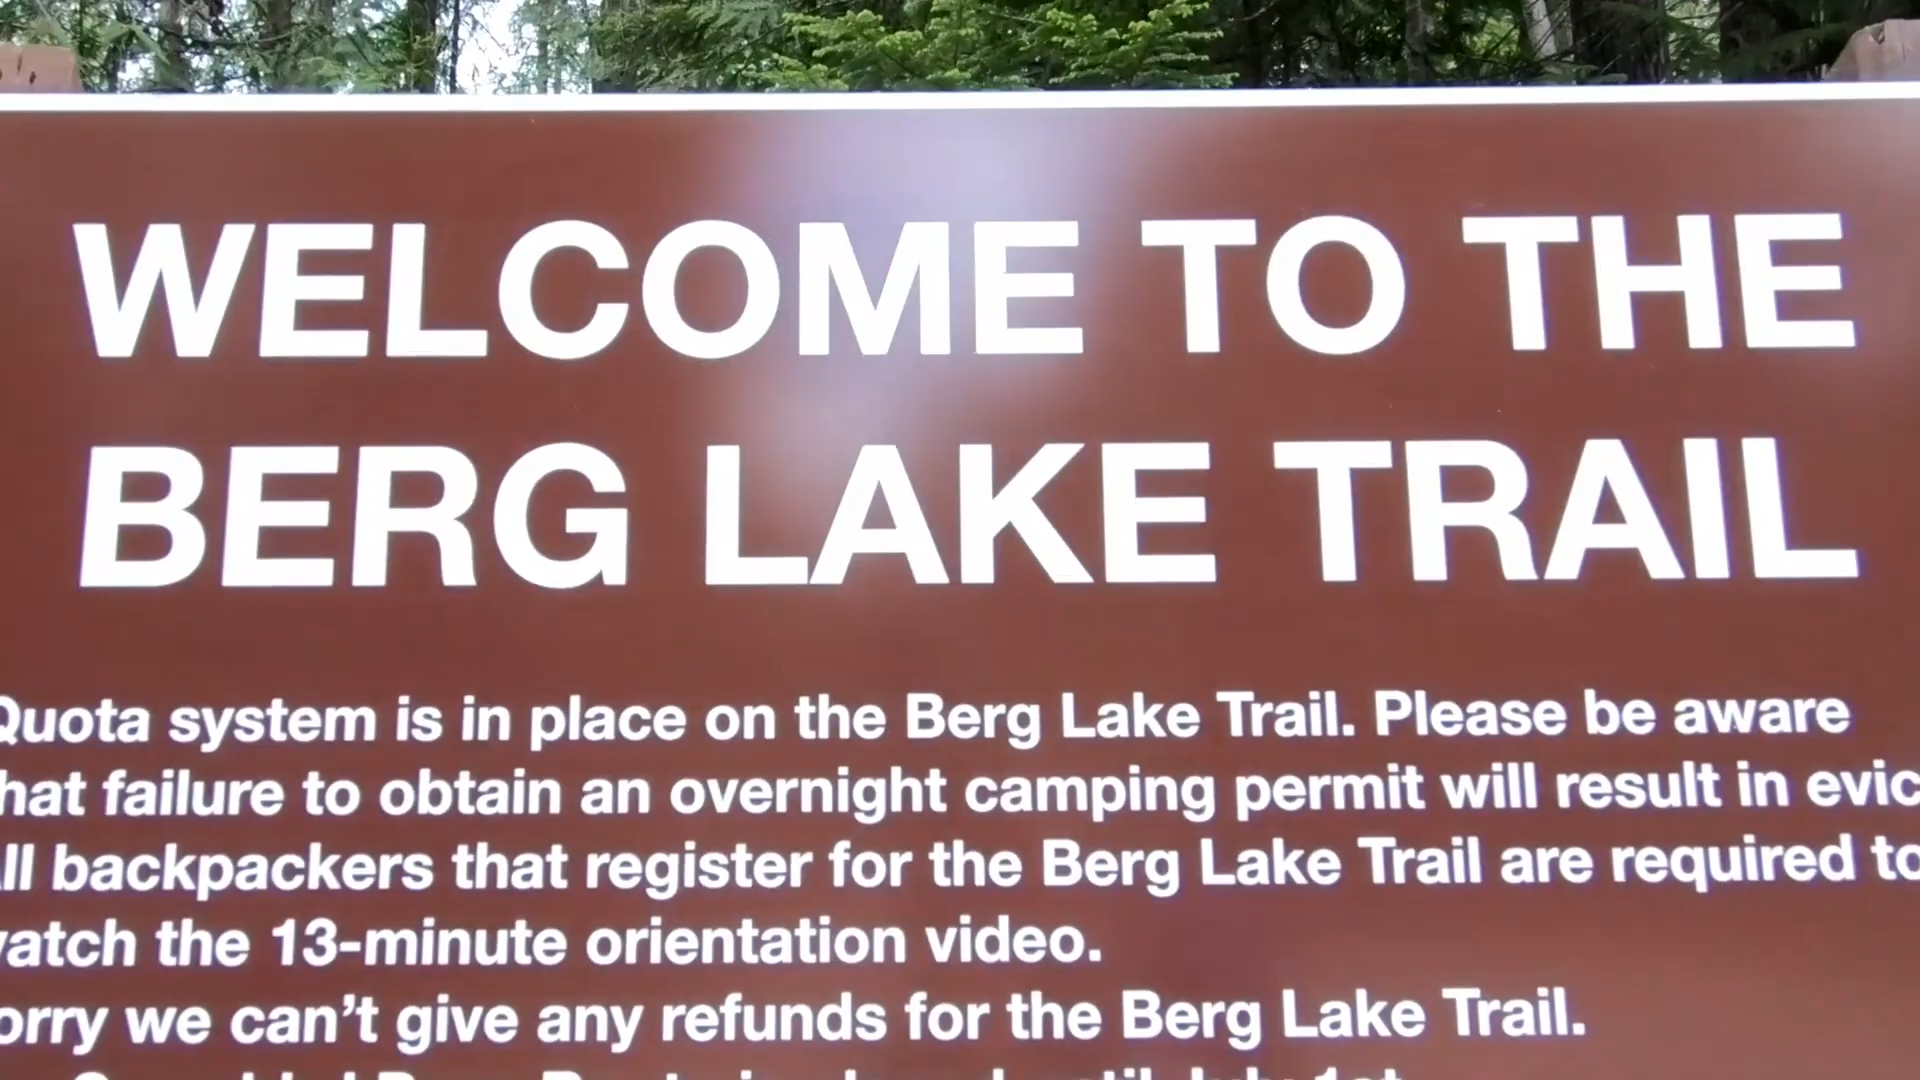 WELCOME TO THE
BERG LAKE TRAIL
Quota system is in place on the Berg Lake Trail. Please be aware
hat failure to obtain an overnight camping permit will result in evic
ll backpackers that register for the Berg Lake Trail are required to
atch the 13-minute orientation video.
orry we can't give any refunds for the Berg Lake Trail.